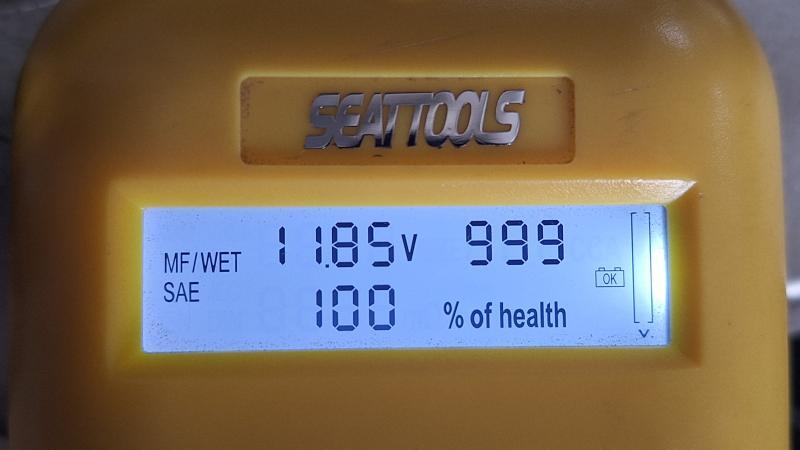 SEATTOOLS
MF/WET 11.85V 999
SAE
OK
100 % of health